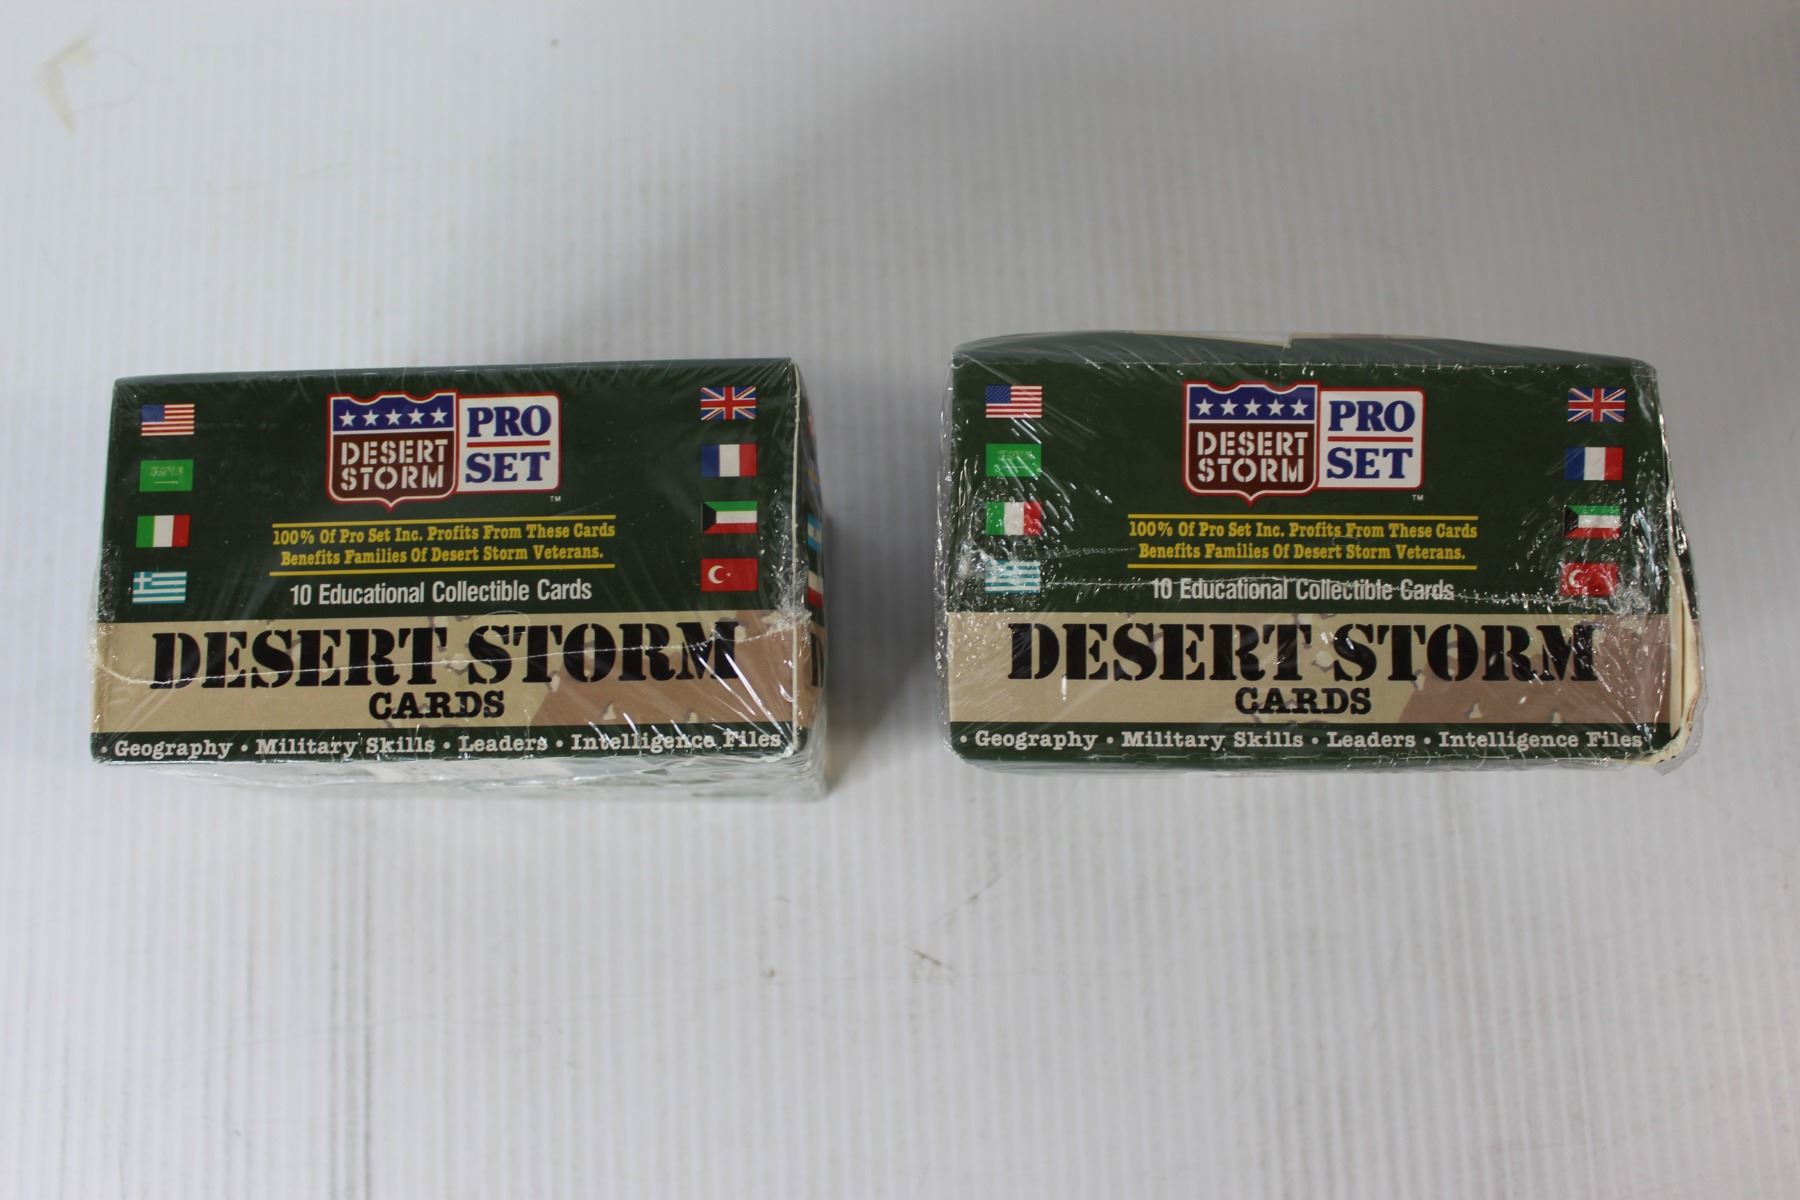 DESERT
STORM
PRO
SET
TM
100% Of Pro Set Inc. Profits From These Cards
Benefits Families Of Desert Storm Veterans.
10 Educational Collectible Cards
DESERT STORM
CARDS
• Geography • Military Skills • Leaders • Intelligence Files
DESERT
STORM
PRO
SET
TM
100% Of Pro Set Inc. Profits From These Cards
Benefits Families Of Desert Storm Veterans.
10 Educational Collectible Cards
DESERT STORM
CARDS
• Geography • Military Skills • Leaders • Intelligence Files